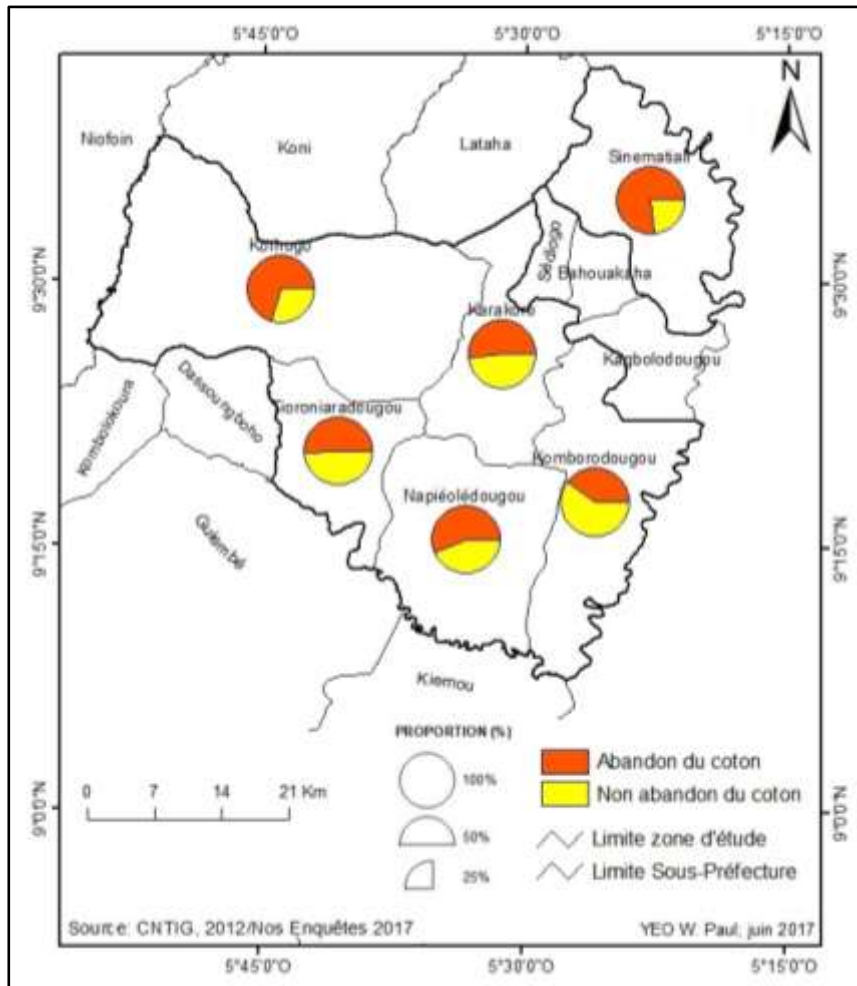 5°45'0"O 5°30'0"O 5°15'0"O
N
Niofoin
Koni
Lataha
Sinematiali
Sédiogo
Bahouakaha
9°30'0"N
9°30'0"N
Karakoro
Kagbolodougou
Dassoungboho
Kombolokoura
Komborodougou
Napiéolédougou
Guiembé
9°15'0"N
9°15'0"N
Kiemou
PROPORTION (%)
100%
50%
25%
Abandon du coton
Non abandon du coton
Limite zone d'étude
Limite Sous-Préfecture
0 7 14 21 Km
9°0'0"N
9°0'0"N
Source: CNTIG, 2012/Nos Enquêtes 2017
YEO W. Paul; juin 2017
5°45'0"O 5°30'0"O 5°15'0"O